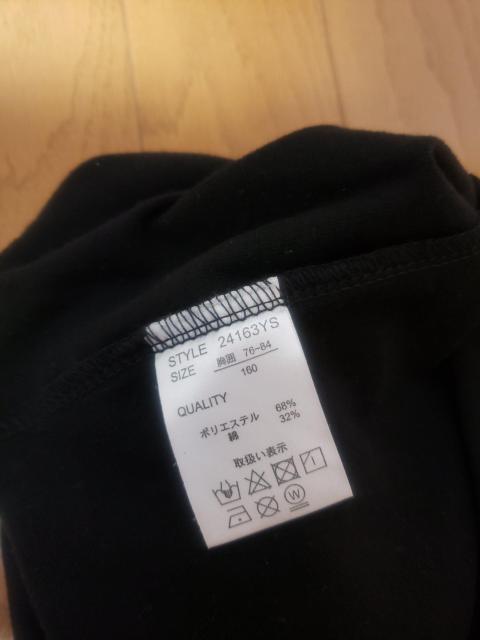 STYLE 24163YS
SIZE 胸囲 76-84
160
QUALITY
ポリエステル 68%
綿 32%
取扱い表示
W